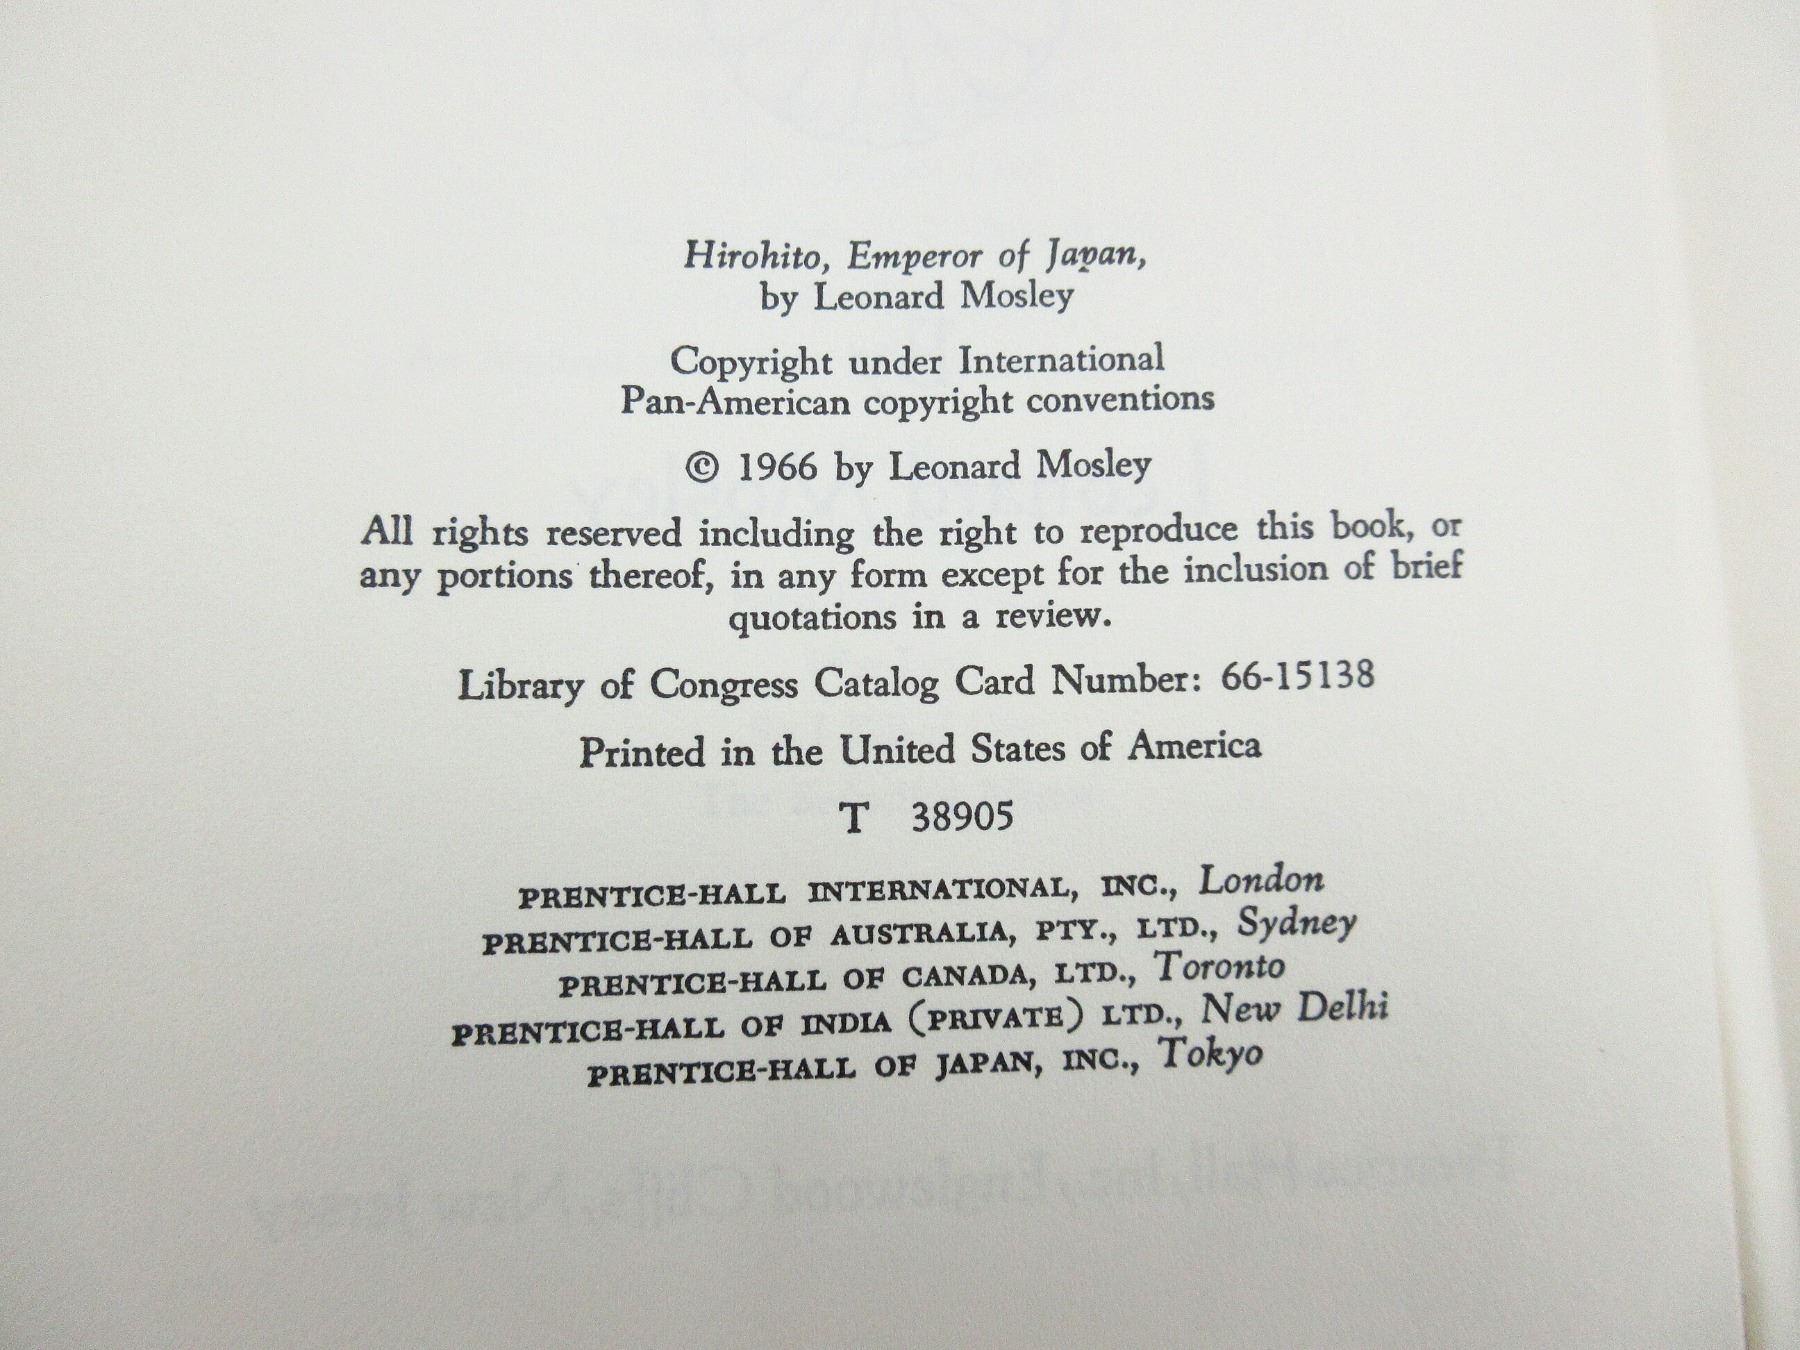 Hirohito, Emperor of Japan,
by Leonard Mosley
Copyright under International
Pan-American copyright conventions
© 1966 by Leonard Mosley
All rights reserved including the right to reproduce this book, or
any portions thereof, in any form except for the inclusion of brief
quotations in a review.
Library of Congress Catalog Card Number: 66-15138
Printed in the United States of America
T 38905
PRENTICE-HALL INTERNATIONAL, INC., London
PRENTICE-HALL OF AUSTRALIA, PTY., LTD., Sydney
PRENTICE-HALL OF CANADA, LTD., Toronto
PRENTICE-HALL OF INDIA (PRIVATE) LTD., New Delhi
PRENTICE-HALL OF JAPAN, INC., Tokyo